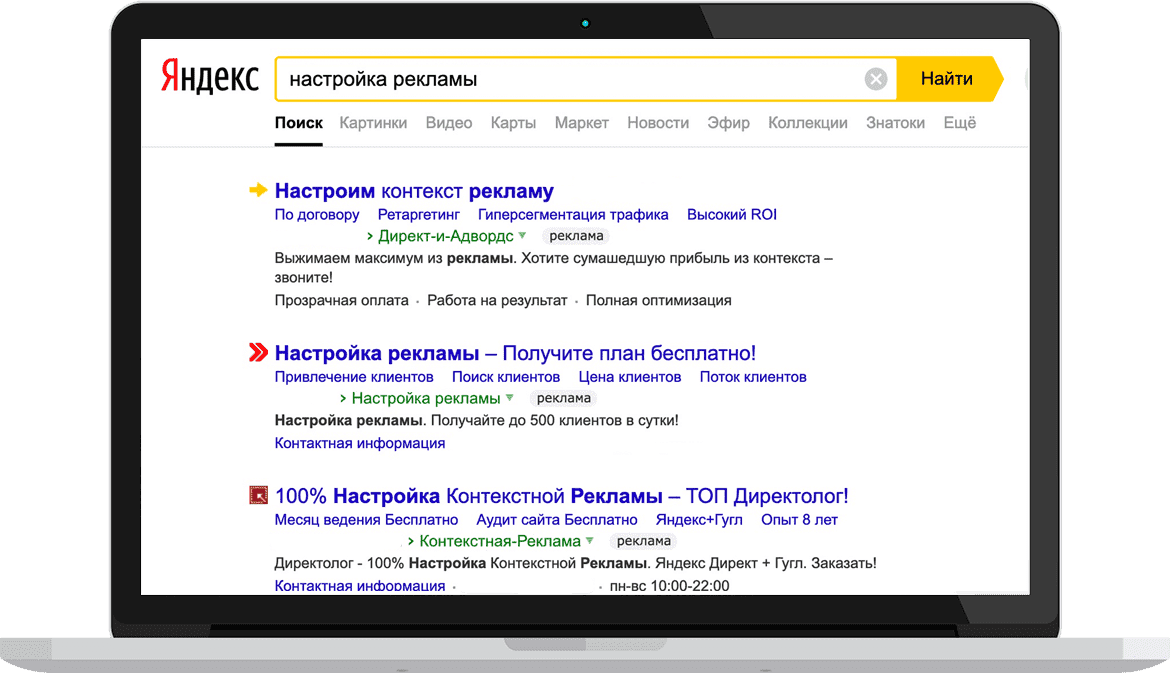 Яндекс
настройка рекламы
Найти
Поиск Картинки Видео Карты Маркет Новости Эфир Коллекции Знатоки Ещё
Настроим контекст рекламу
По договору Ретаргетинг Гиперсегментация трафика Высокий ROI
› Директ-и-Адвордс реклама
Выжимаем максимум из рекламы. Хотите сумашедшую прибыль из контекста –
звоните!
Прозрачная оплата · Работа на результат · Полная оптимизация
Настройка рекламы – Получите план бесплатно!
Привлечение клиентов Поиск клиентов Цена клиентов Поток клиентов
› Настройка рекламы реклама
Настройка рекламы. Получайте до 500 клиентов в сутки!
Контактная информация
100% Настройка Контекстной Рекламы – ТОП Директолог!
Месяц ведения Бесплатно Аудит сайта Бесплатно Яндекс+Гугл Опыт 8 лет
› Контекстная-Реклама реклама
Директолог - 100% Настройка Контекстной Рекламы. Яндекс Директ + Гугл. Заказать!
Контактная информация · · пн-вс 10:00-22:00